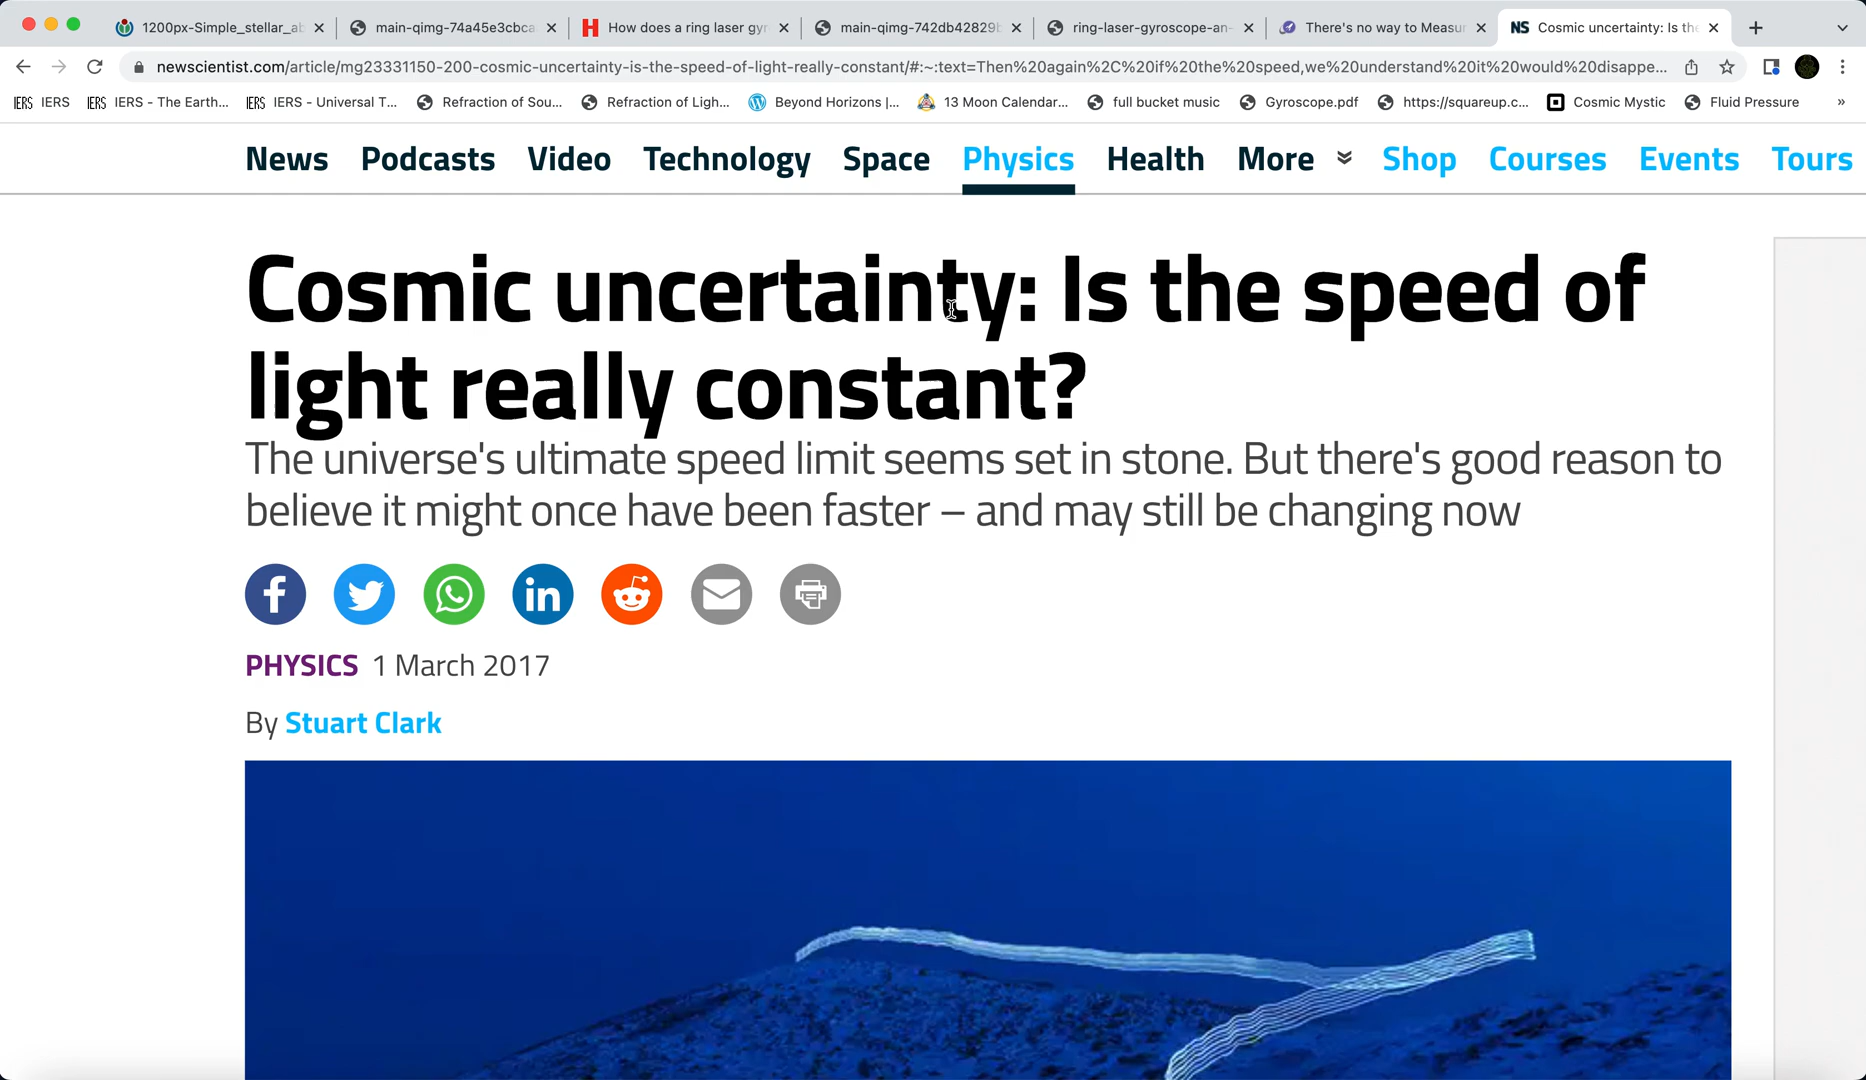 1200px-Simple_stellar_ab
main-qimg-74a45e3cbca
H How does a ring laser gyr
main-qimg-742db42829b
ring-laser-gyroscope-an-
There's no way to Measur
NS Cosmic uncertainty: Is the
newscientist.com/article/mg23331150-200-cosmic-uncertainty-is-the-speed-of-light-really-constant/#:~:text=Then%20again%2C%20if%20the%20speed,we%20understand%20it%20would%20disappe...
IERS IERS
IERS IERS - The Earth...
IERS IERS - Universal T...
Refraction of Sou...
Refraction of Ligh...
Beyond Horizons |...
13 Moon Calendar...
full bucket music
Gyroscope.pdf
https://squareup.c...
Cosmic Mystic
Fluid Pressure
»
News Podcasts Video Technology Space Physics Health More Shop Courses Events Tours
Cosmic uncertainty: Is the speed of
light really constant?
The universe's ultimate speed limit seems set in stone. But there's good reason to
believe it might once have been faster – and may still be changing now
PHYSICS 1 March 2017
By Stuart Clark